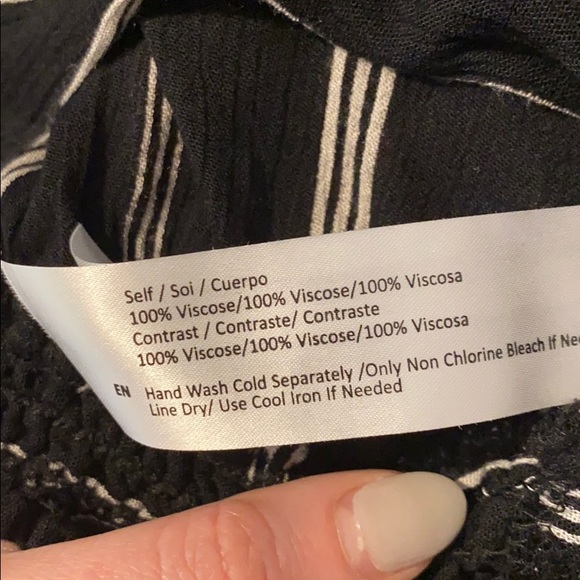 Self / Soi / Cuerpo
100% Viscose/100% Viscose/100% Viscosa
Contrast / Contraste/ Contraste
100% Viscose/100% Viscose/100% Viscosa
EN Hand Wash Cold Separately /Only Non Chlorine Bleach If
Line Dry/ Use Cool Iron If Needed